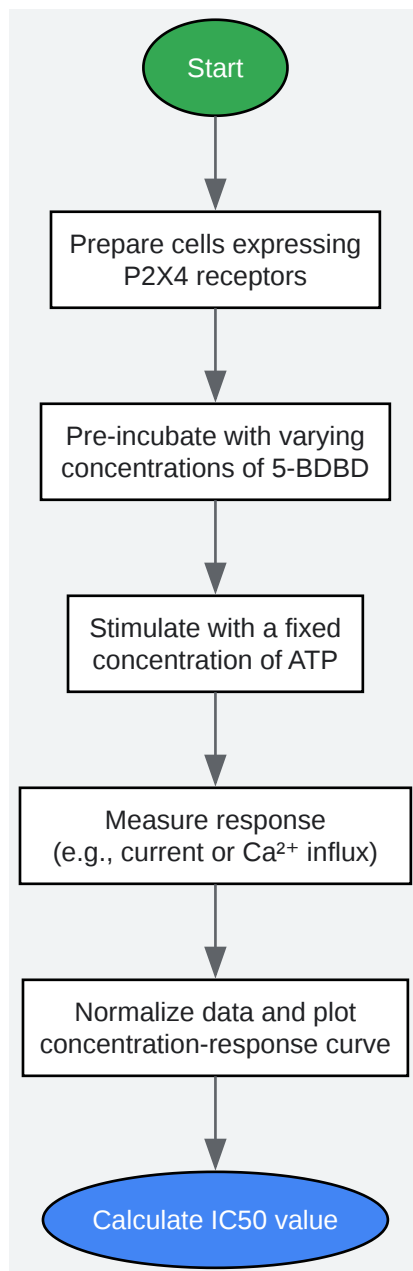 Start
Prepare cells expressing
P2X4 receptors
Pre-incubate with varying
concentrations of 5-BDBD
Stimulate with a fixed
concentration of ATP
Measure response
(e.g., current or Ca²⁺ influx)
Normalize data and plot
concentration-response curve
Calculate IC50 value